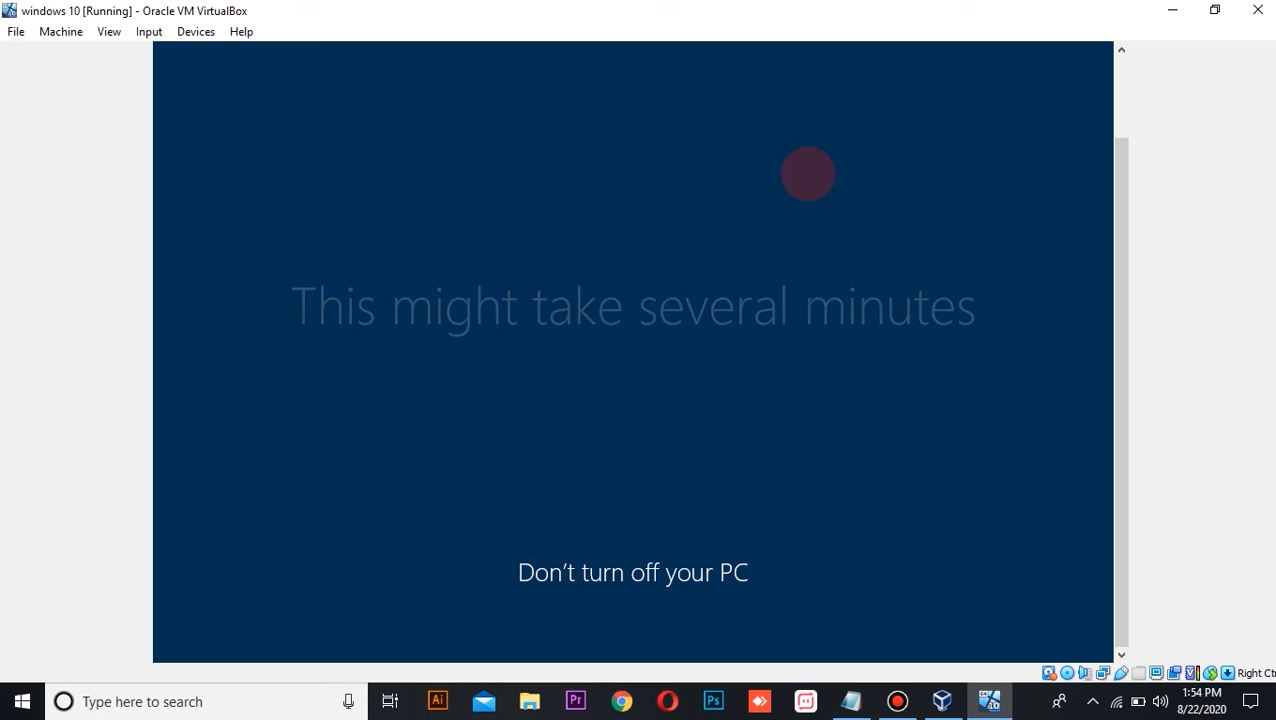 windows 10 [Running] - Oracle VM VirtualBox
File Machine View Input Devices Help
This might take several minutes
Don't turn off your PC
Right Ct
Type here to search
Ai
Pr
Ps
1:54 PM
8/22/2020